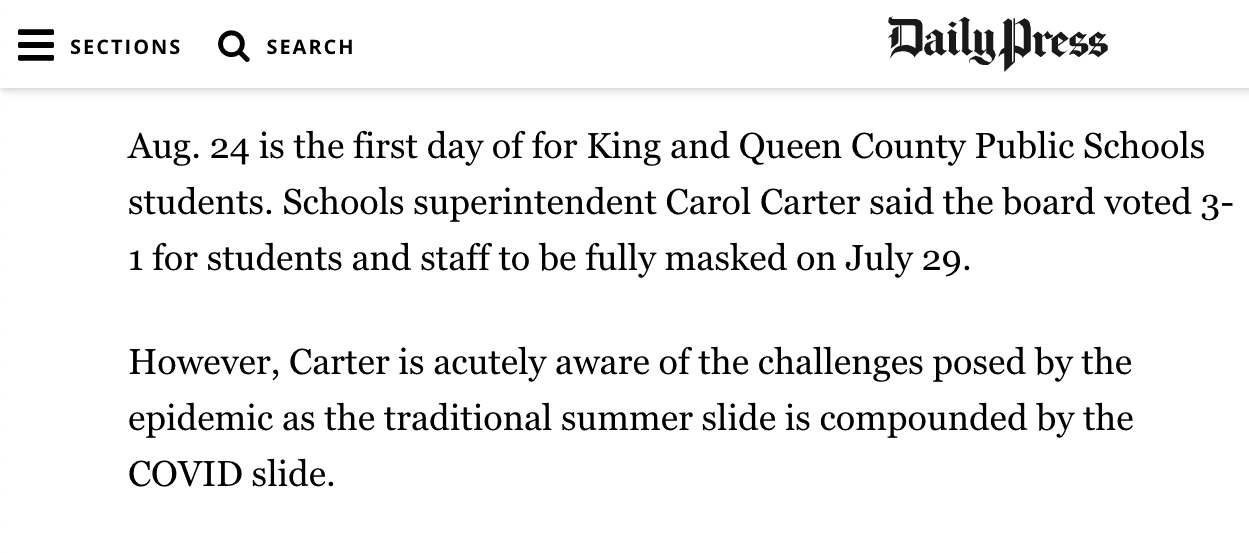 SECTIONS SEARCH Daily Press
Aug. 24 is the first day of for King and Queen County Public Schools
students. Schools superintendent Carol Carter said the board voted 3-
1 for students and staff to be fully masked on July 29.
However, Carter is acutely aware of the challenges posed by the
epidemic as the traditional summer slide is compounded by the
COVID slide.